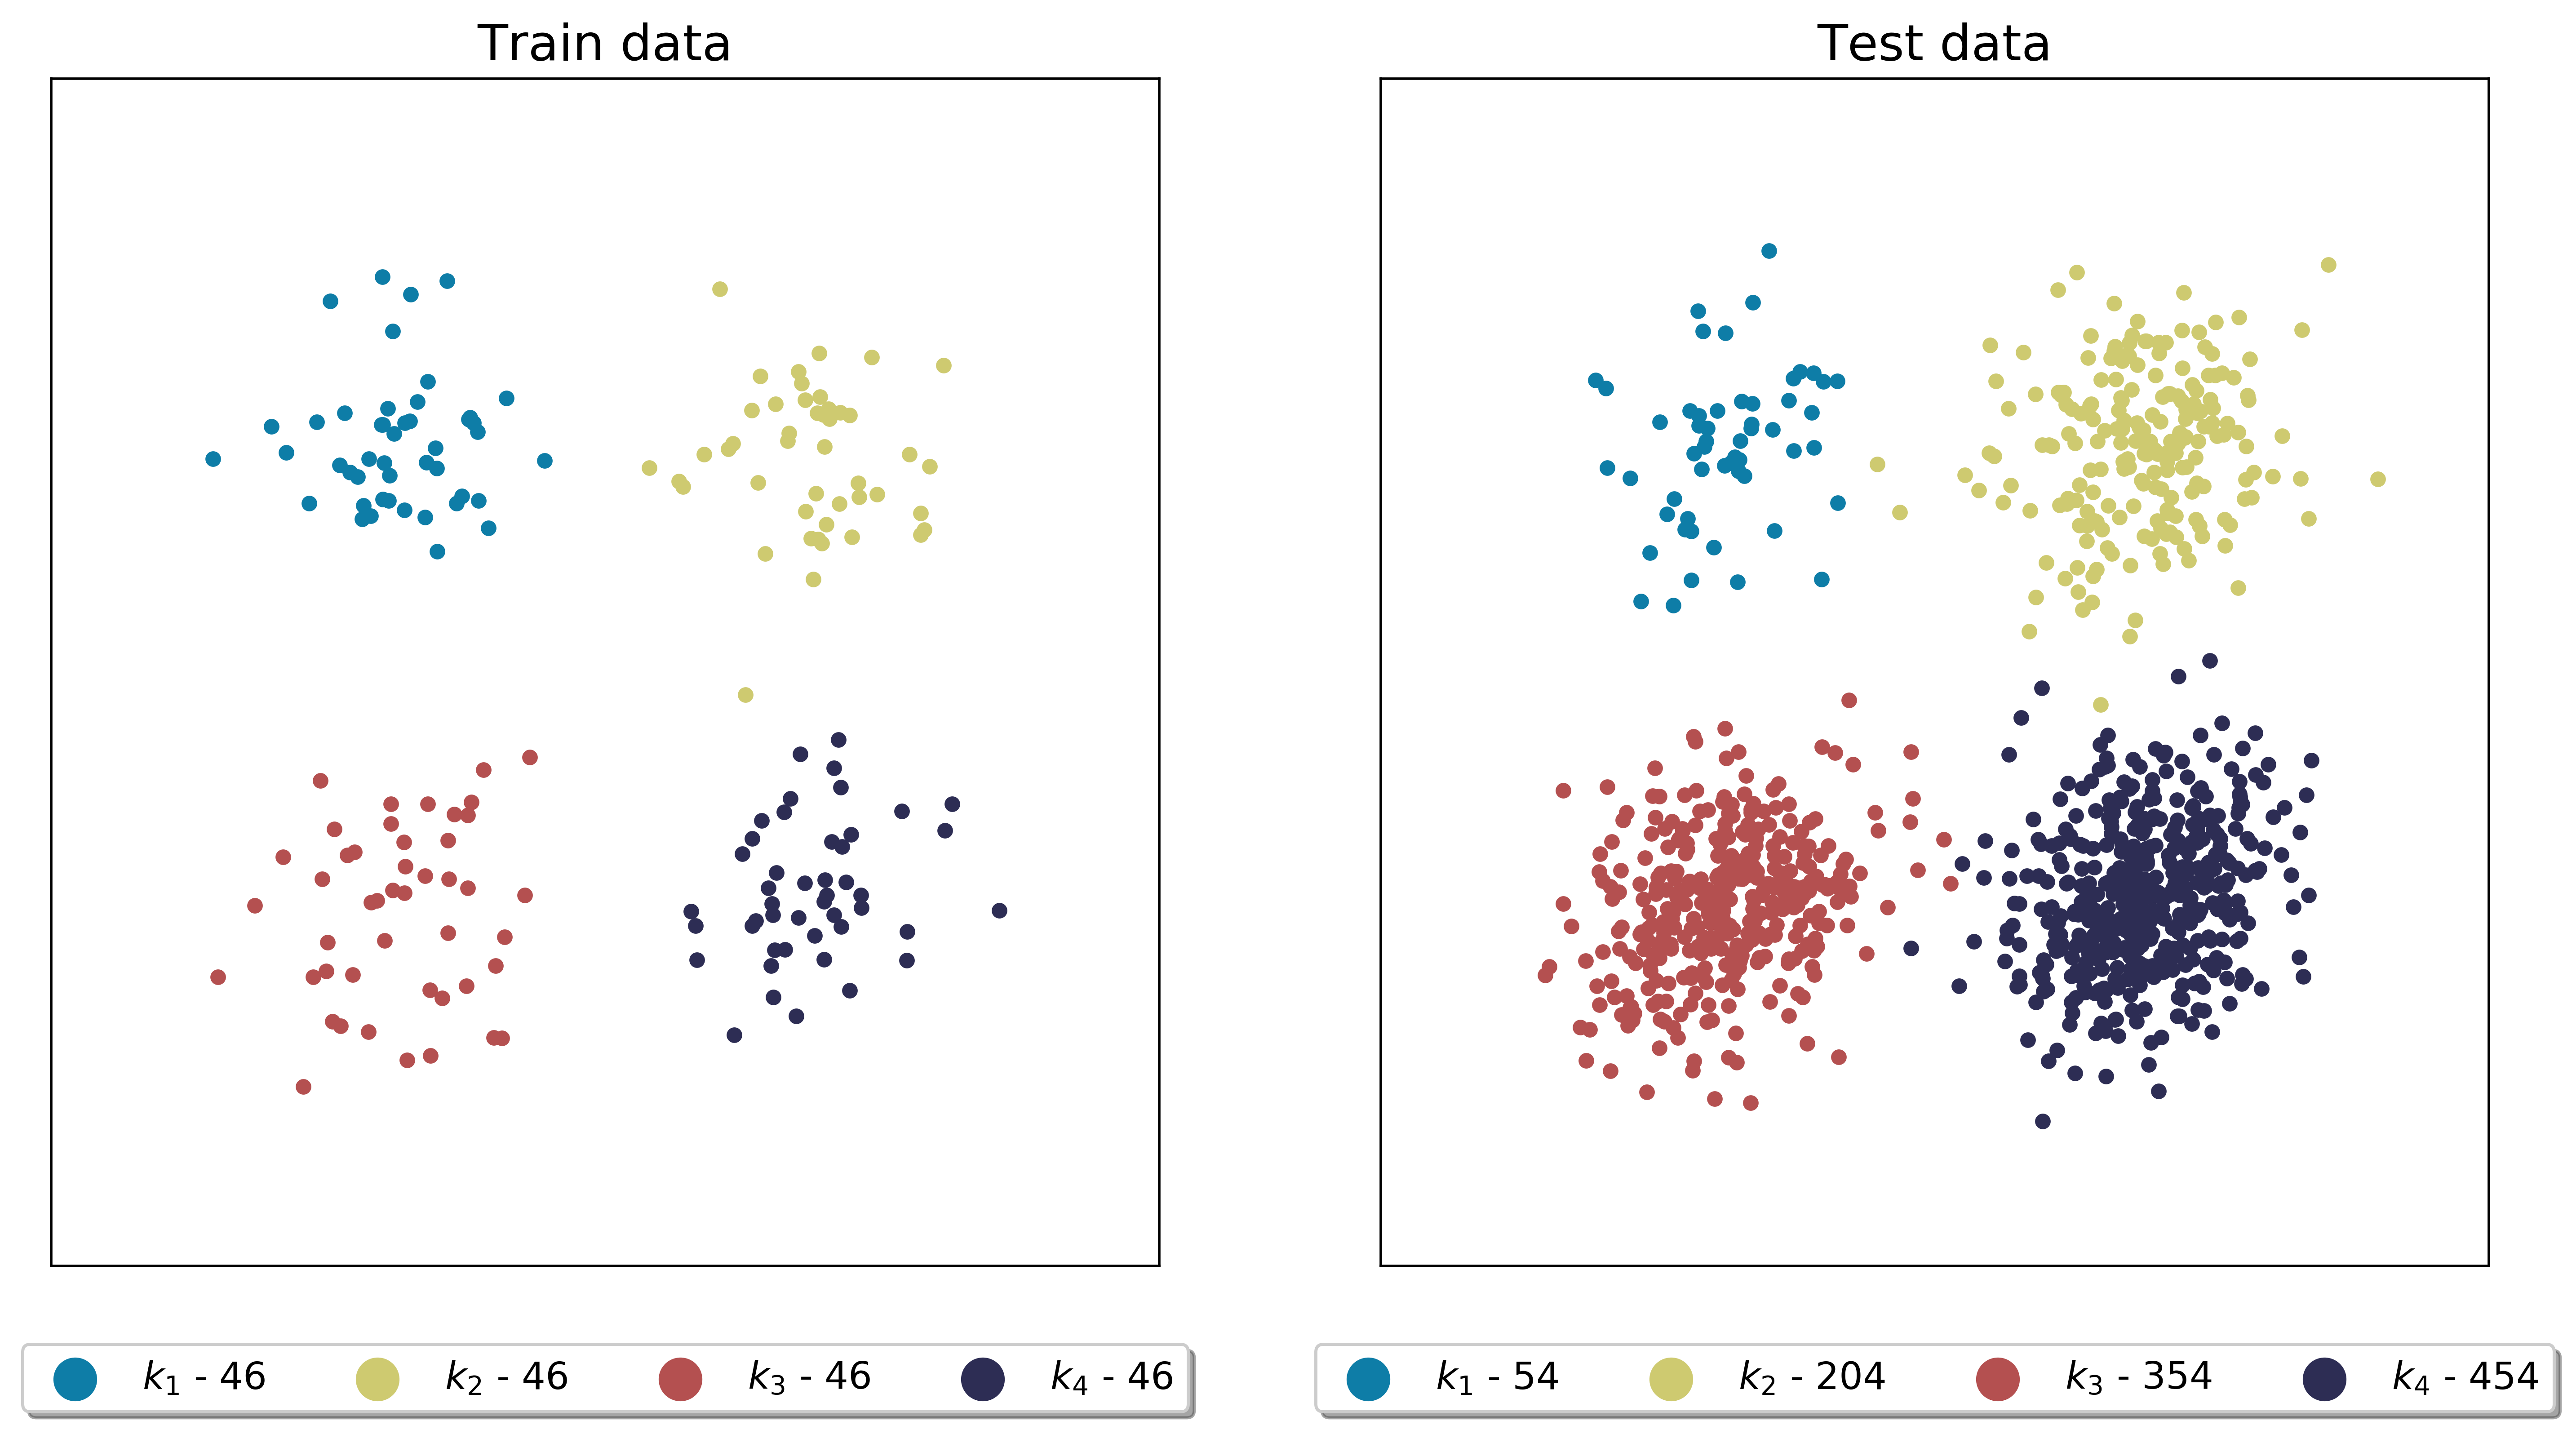 Train data
Test data
k₁ - 46 k₂ - 46 k₃ - 46 k₄ - 46
k₁ - 54 k₂ - 204 k₃ - 354 k₄ - 454